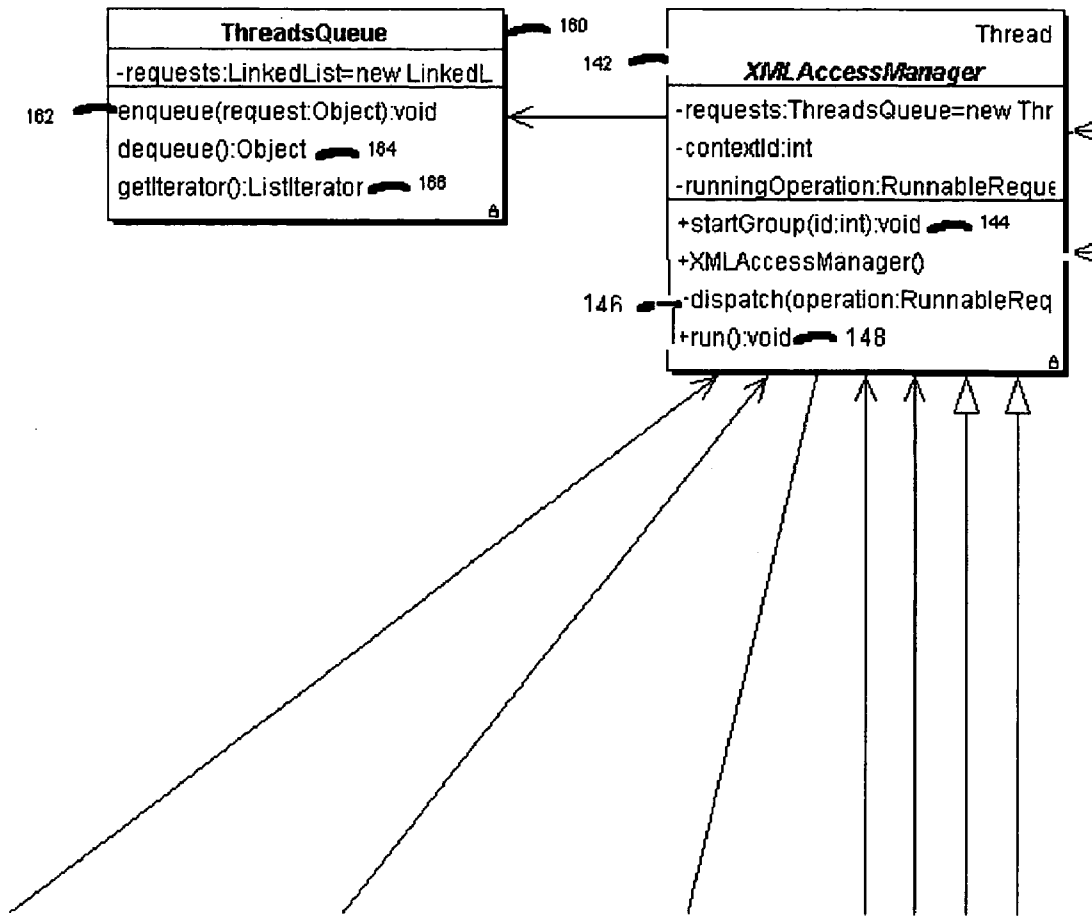 ThreadsQueue
160
-requests:LinkedList=new LinkedL
162
enqueue(request:Object):void
dequeue():Object
164
getIterator():ListIterator
166
Thread
142
XMLAccessManager
-requests:ThreadsQueue=new Thr
-contextId:int
-runningOperation:RunnableReque
+startGroup(id:int):void
144
+XMLAccessManager()
146
-dispatch(operation:RunnableReq
+run():void
148